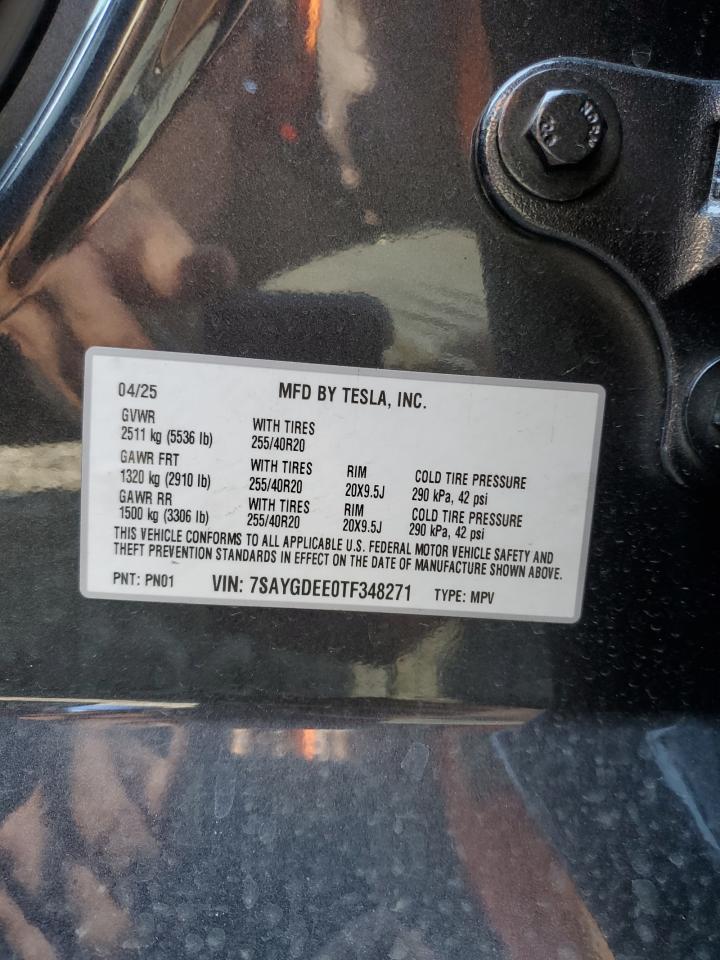 04/25 MFD BY TESLA, INC.
GVWR
2511 kg (5536 lb) WITH TIRES 255/40R20
GAWR FRT
1320 kg (2910 lb) WITH TIRES 255/40R20 RIM 20X9.5J COLD TIRE PRESSURE 290 kPa, 42 psi
GAWR RR
1500 kg (3306 lb) WITH TIRES 255/40R20 RIM 20X9.5J COLD TIRE PRESSURE 290 kPa, 42 psi
THIS VEHICLE CONFORMS TO ALL APPLICABLE U.S. FEDERAL MOTOR VEHICLE SAFETY AND
THEFT PREVENTION STANDARDS IN EFFECT ON THE DATE OF MANUFACTURE SHOWN ABOVE.
PNT: PN01 VIN: 7SAYGDEE0TF348271 TYPE: MPV